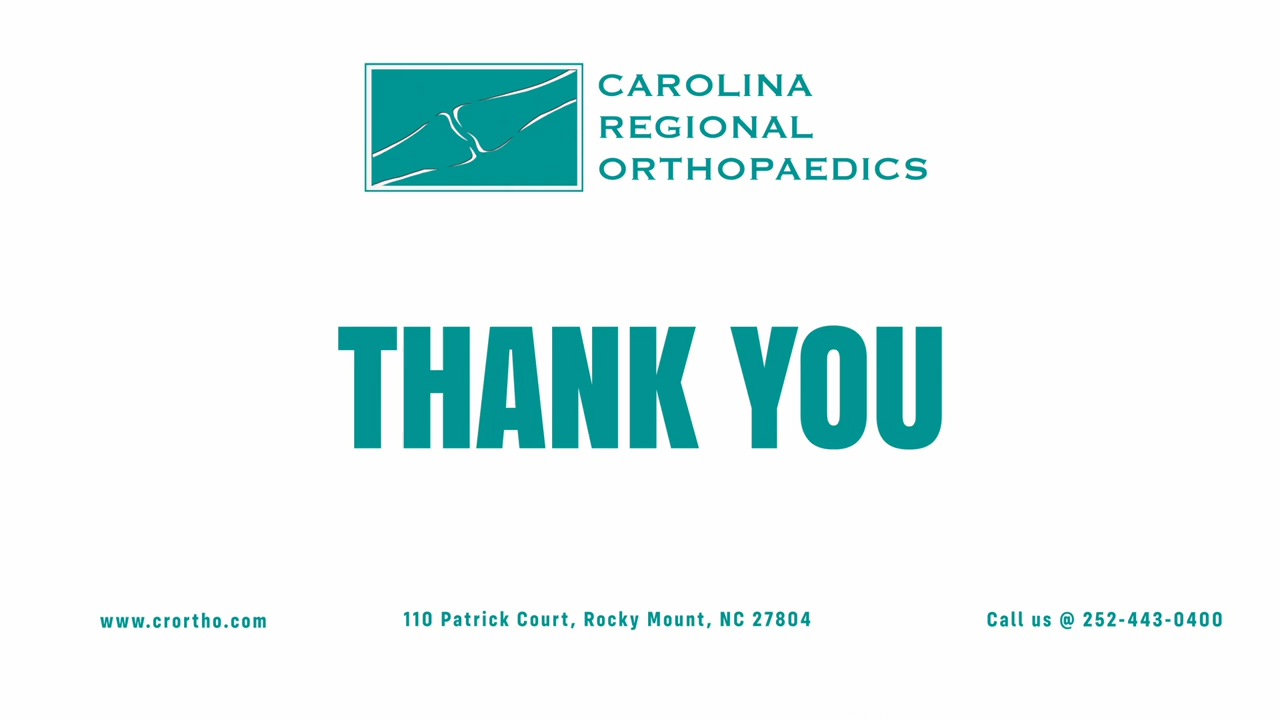 CAROLINA
REGIONAL
ORTHOPAEDICS
THANK YOU
www.crortho.com
110 Patrick Court, Rocky Mount, NC 27804
Call us @ 252-443-0400